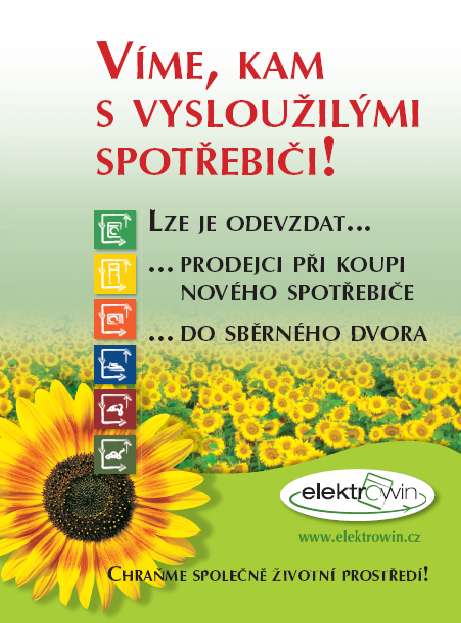 Víme, kam
s vysloužilými
spotřebiči!
Lze je odevzdat...
... prodejci při koupi
nového spotřebiče
... do sběrného dvora
elektrowin
www.elektrowin.cz
Chraňme společně životní prostředí!